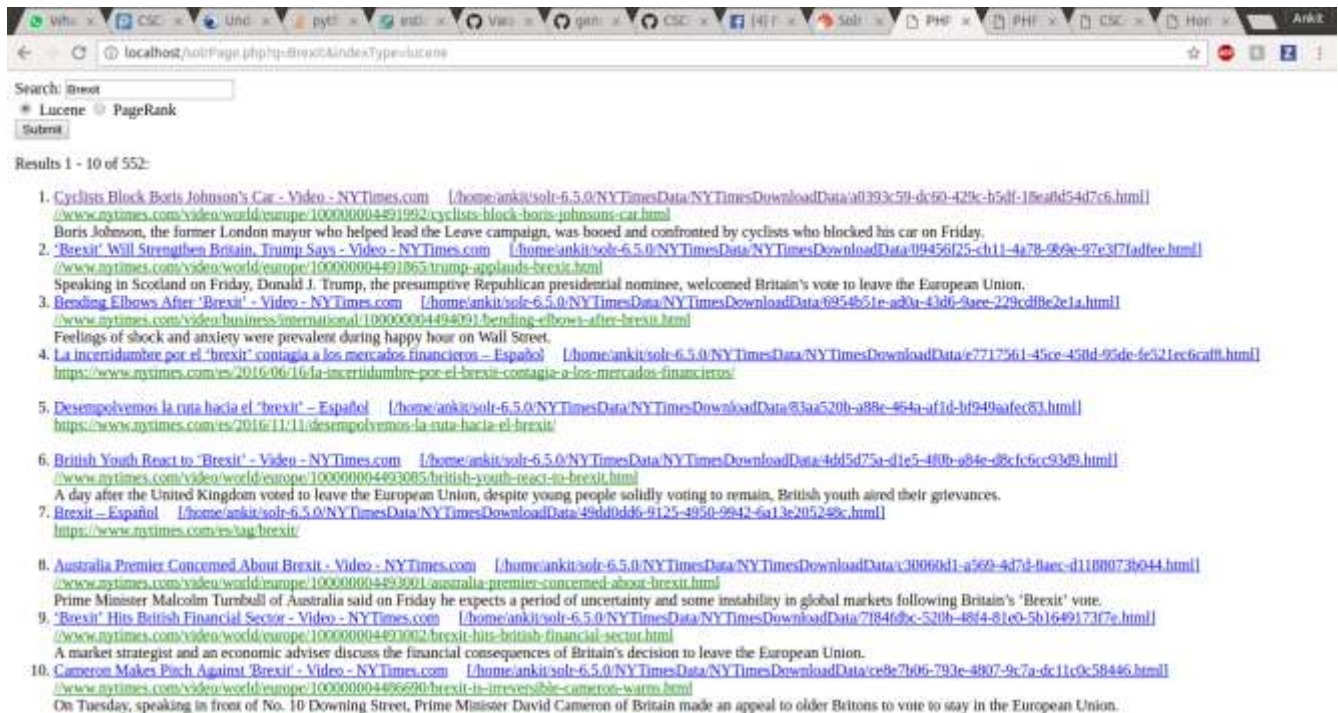 Whi CSC Und pyth insta Vari gen CSC (4) F Solr PHF PHF CSC Hor Ankit
localhost/solrPage.php?q=Brexit&indexType=lucene
Search: Brexit
Lucene PageRank
Submit
Results 1 - 10 of 552:
1. Cyclists Block Boris Johnson's Car - Video - NYTimes.com [/home/ankit/solr-6.5.0/NYTimesData/NYTimesDownloadData/a0393c59-dc60-429c-b5df-18ea8d54d7c6.html]
//www.nytimes.com/video/world/europe/100000004491992/cyclists-block-boris-johnsons-car.html
Boris Johnson, the former London mayor who helped lead the Leave campaign, was booed and confronted by cyclists who blocked his car on Friday.
2. ‘Brexit’ Will Strengthen Britain, Trump Says - Video - NYTimes.com [/home/ankit/solr-6.5.0/NYTimesData/NYTimesDownloadData/09456f25-cb11-4a78-9b9e-97e3f7fadfee.html]
//www.nytimes.com/video/world/europe/100000004491865/trump-applauds-brexit.html
Speaking in Scotland on Friday, Donald J. Trump, the presumptive Republican presidential nominee, welcomed Britain's vote to leave the European Union.
3. Bending Elbows After ‘Brexit’ - Video - NYTimes.com [/home/ankit/solr-6.5.0/NYTimesData/NYTimesDownloadData/6954b51e-ad0a-43d6-9aee-229cdf8e2e1a.html]
//www.nytimes.com/video/business/international/100000004494091/bending-elbows-after-brexit.html
Feelings of shock and anxiety were prevalent during happy hour on Wall Street.
4. La incertidumbre por el ‘brexit’ contagia a los mercados financieros – Español [/home/ankit/solr-6.5.0/NYTimesData/NYTimesDownloadData/e7717561-45ce-458d-95de-fe521ec6cafft.html]
https://www.nytimes.com/es/2016/06/16/la-incertidumbre-por-el-brexit-contagia-a-los-mercados-financieros/
5. Desempolvemos la ruta hacia el ‘brexit’ – Español [/home/ankit/solr-6.5.0/NYTimesData/NYTimesDownloadData/83aa520b-a88e-464a-af1d-bf949aafec83.html]
https://www.nytimes.com/es/2016/11/11/desempolvemos-la-ruta-hacia-el-brexit/
6. British Youth React to ‘Brexit’ - Video - NYTimes.com [/home/ankit/solr-6.5.0/NYTimesData/NYTimesDownloadData/4dd5d75a-d1e5-4f0b-a84e-d8cfc6cc93d9.html]
//www.nytimes.com/video/world/europe/100000004493085/british-youth-react-to-brexit.html
A day after the United Kingdom voted to leave the European Union, despite young people solidly voting to remain, British youth aired their grievances.
7. Brexit – Español [/home/ankit/solr-6.5.0/NYTimesData/NYTimesDownloadData/49dd0dd6-9125-4950-9942-6a13e205248c.html]
https://www.nytimes.com/es/tag/brexit/
8. Australia Premier Concerned About Brexit - Video - NYTimes.com [/home/ankit/solr-6.5.0/NYTimesData/NYTimesDownloadData/c30060d1-a569-4d7d-8aec-d1188073b044.html]
//www.nytimes.com/video/world/europe/100000004493001/australia-premier-concerned-about-brexit.html
Prime Minister Malcolm Turnbull of Australia said on Friday he expects a period of uncertainty and some instability in global markets following Britain's ‘Brexit’ vote.
9. ‘Brexit’ Hits British Financial Sector - Video - NYTimes.com [/home/ankit/solr-6.5.0/NYTimesData/NYTimesDownloadData/7f84fdbc-520b-48f4-81e0-5b1649173f7e.html]
//www.nytimes.com/video/world/europe/100000004493002/brexit-hits-british-financial-sector.html
A market strategist and an economic adviser discuss the financial consequences of Britain's decision to leave the European Union.
10. Cameron Makes Pitch Against 'Brexit' - Video - NYTimes.com [/home/ankit/solr-6.5.0/NYTimesData/NYTimesDownloadData/ce8e7b06-793e-4807-9c7a-dc11c0c58446.html]
//www.nytimes.com/video/world/europe/100000004486690/brexit-is-irreversible-cameron-warns.html
On Tuesday, speaking in front of No. 10 Downing Street, Prime Minister David Cameron of Britain made an appeal to older Britons to vote to stay in the European Union.